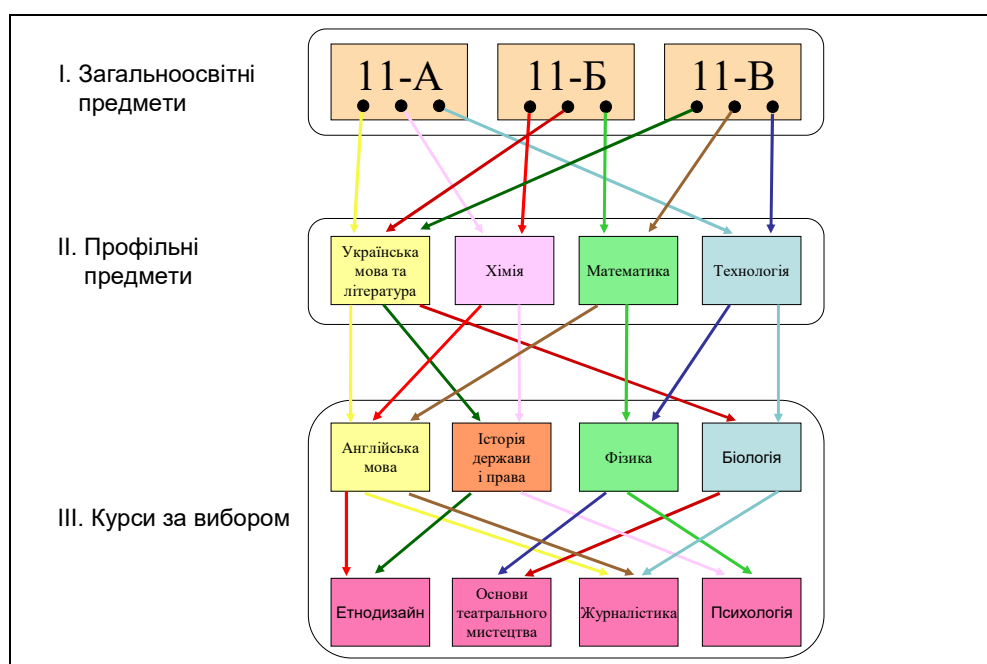 І. Загальноосвітні
предмети
11-А
11-Б
11-В
ІІ. Профільні
предмети
Українська
мова та
література
Хімія
Математика
Технологія
ІІІ. Курси за вибором
Англійська
мова
Історія
держави
і права
Фізика
Біологія
Етнодизайн
Основи
театрального
мистецтва
Журналістика
Психологія